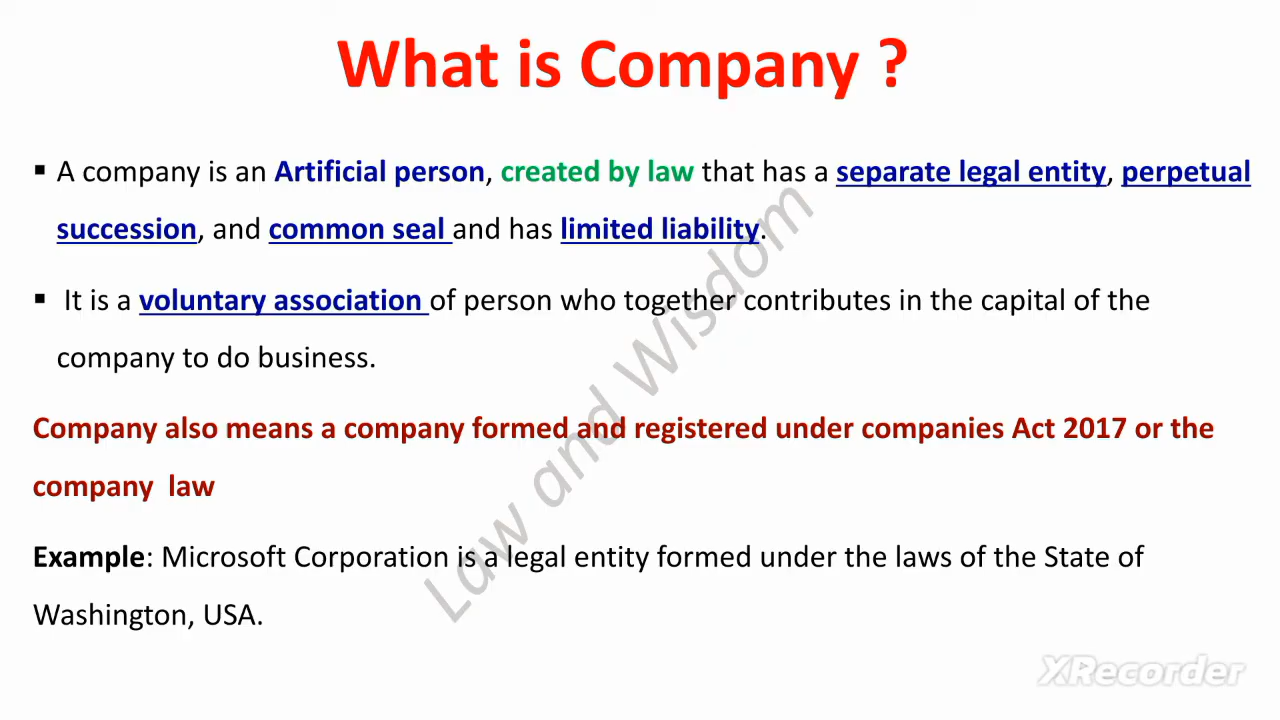 What is Company ?
▪ A company is an Artificial person, created by law that has a separate legal entity, perpetual
succession, and common seal and has limited liability.
▪ It is a voluntary association of person who together contributes in the capital of the
company to do business.
Company also means a company formed and registered under companies Act 2017 or the
company law
Example: Microsoft Corporation is a legal entity formed under the laws of the State of
Washington, USA.
Law and Wisdom
XRecorder